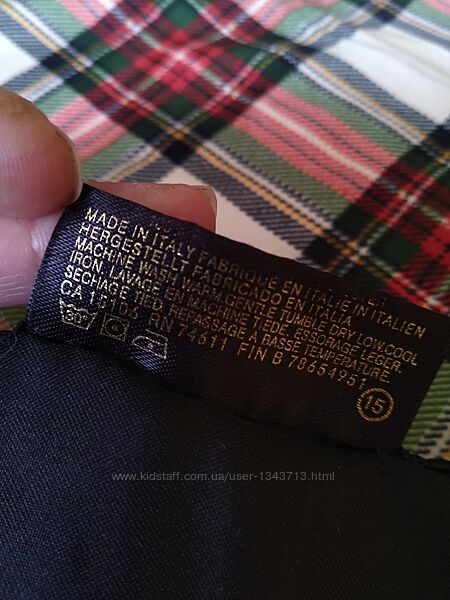 MADE IN ITALY FABRIQUE EN ITALIE/IN ITALIEN
HERGESTELLT FABRICADO EN ITALIA
MACHINE WASH WARM, GENTLE TUMBLE DRY LOW, COOL
IRON. LAVAGE EN MACHINE TIEDE. ESSORAGE LEGER.
SECHAGE TIED, REPASSAGE A BASSE TEMPERATURE.
CA 15106 RN 74611 FIN B 78654951
15
www.kidstaff.com.ua/user-1343713.html